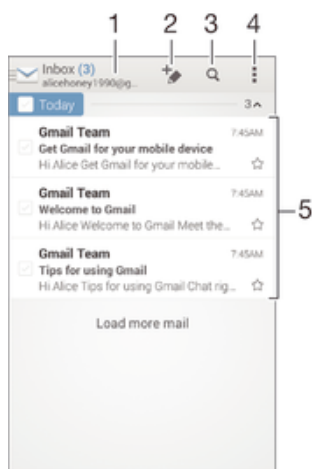 1 2 3 4
Inbox (3)
alicehoney1990@g...
Today 3
Gmail Team 7:45AM
Get Gmail for your mobile device
Hi Alice Get Gmail for your mobile...
Gmail Team 7:45AM
Welcome to Gmail
Hi Alice Welcome to Gmail Meet the...
5
Gmail Team 7:45AM
Tips for using Gmail
Hi Alice Tips for using Gmail Chat rig...
Load more mail